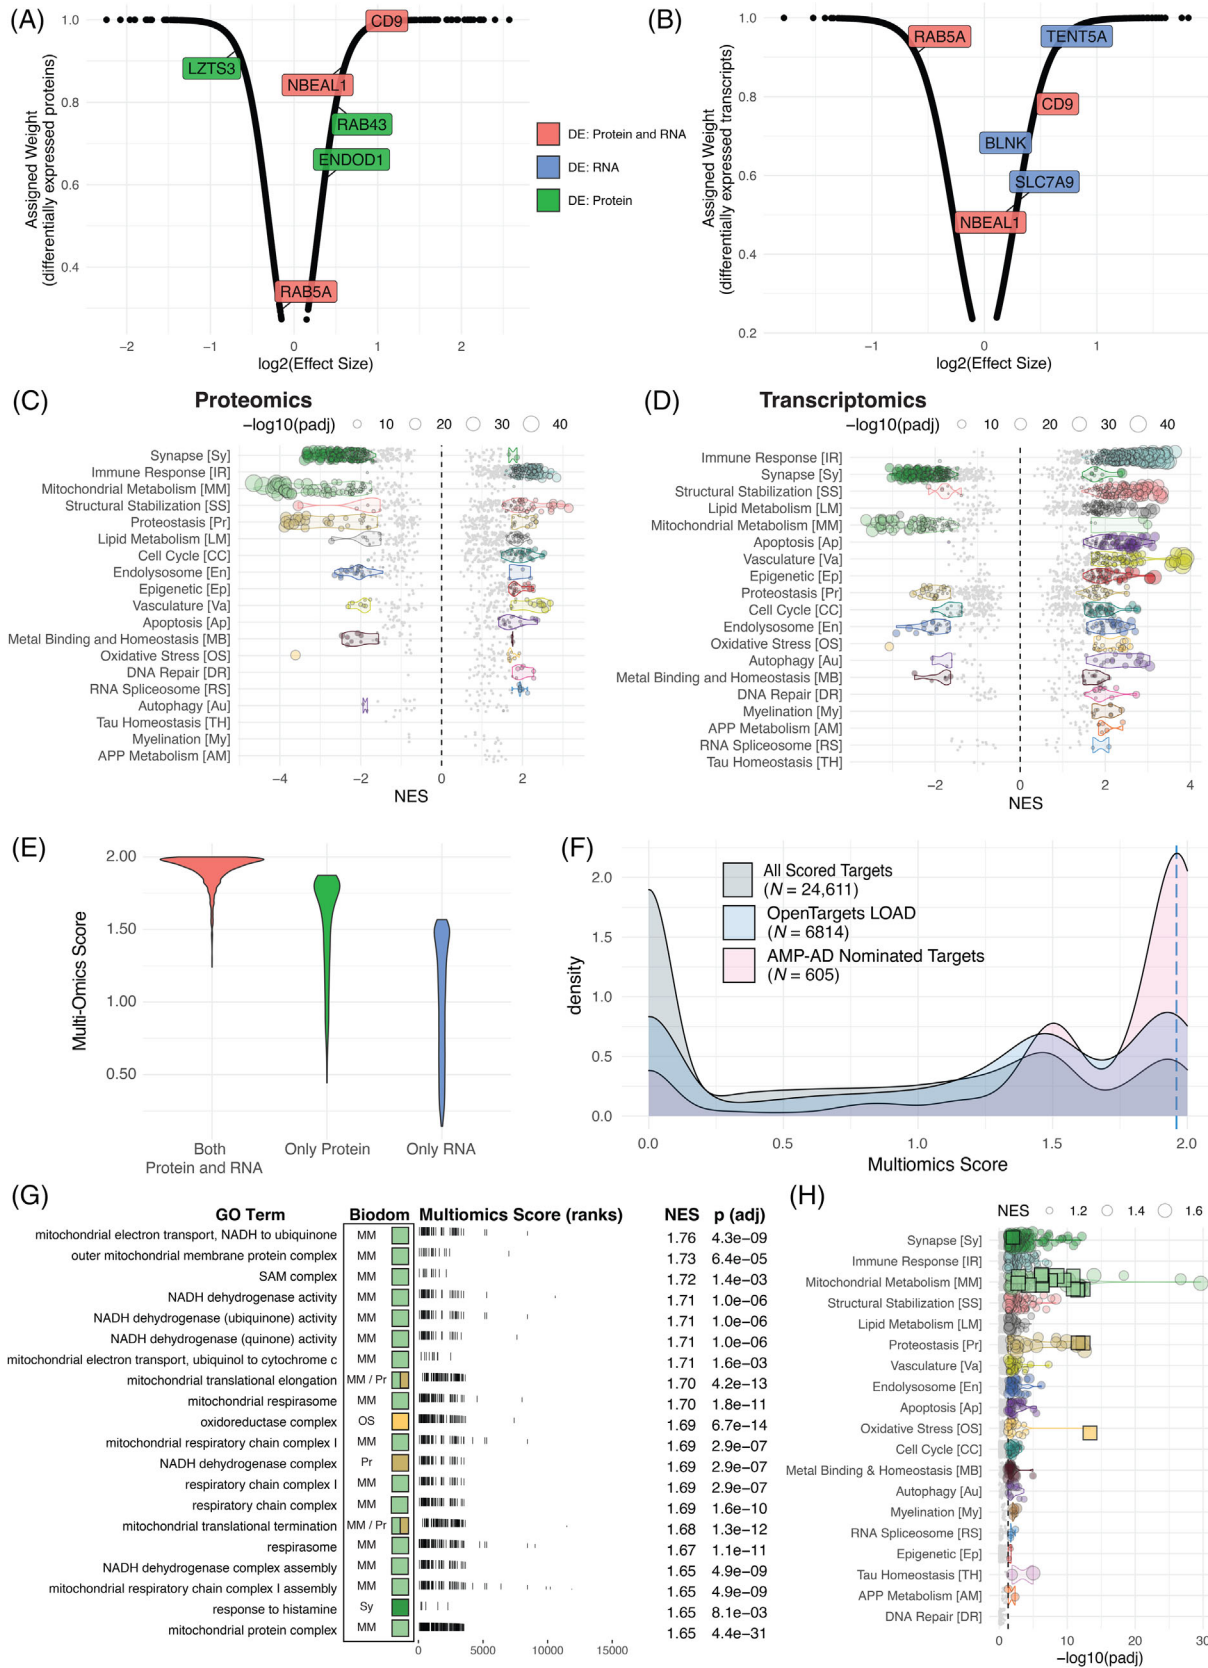 (A)
1.0
0.8
0.6
0.4
Assigned Weight
(differentially expressed proteins)
CD9
LZTS3
NBEAL1
RAB43
ENDOD1
RAB5A
−2
−1
0
1
2
log2(Effect Size)
DE: Protein and RNA
DE: RNA
DE: Protein
(B)
1.0
0.8
0.6
0.4
0.2
Assigned Weight
(differentially expressed transcripts)
RAB5A
TENT5A
CD9
BLNK
SLC7A9
NBEAL1
−1
0
1
log2(Effect Size)
(C)
Proteomics
−log10(padj) 10 20 30 40
Synapse [Sy]
Immune Response [IR]
Mitochondrial Metabolism [MM]
Structural Stabilization [SS]
Proteostasis [Pr]
Lipid Metabolism [LM]
Cell Cycle [CC]
Endolysosome [En]
Epigenetic [Ep]
Vasculature [Va]
Apoptosis [Ap]
Metal Binding and Homeostasis [MB]
Oxidative Stress [OS]
DNA Repair [DR]
RNA Spliceosome [RS]
Autophagy [Au]
Tau Homeostasis [TH]
Myelination [My]
APP Metabolism [AM]
−4
−2
0
2
NES
(D)
Transcriptomics
−log10(padj) 10 20 30 40
Immune Response [IR]
Synapse [Sy]
Structural Stabilization [SS]
Lipid Metabolism [LM]
Mitochondrial Metabolism [MM]
Apoptosis [Ap]
Vasculature [Va]
Epigenetic [Ep]
Proteostasis [Pr]
Cell Cycle [CC]
Endolysosome [En]
Oxidative Stress [OS]
Autophagy [Au]
Metal Binding and Homeostasis [MB]
DNA Repair [DR]
Myelination [My]
APP Metabolism [AM]
RNA Spliceosome [RS]
Tau Homeostasis [TH]
−2
0
2
4
NES
(E)
2.00
1.50
1.00
0.50
Multi-Omics Score
Both
Protein and RNA
Only Protein
Only RNA
(F)
2.0
1.5
1.0
0.5
0.0
density
All Scored Targets
(N = 24,611)
OpenTargets LOAD
(N = 6814)
AMP-AD Nominated Targets
(N = 605)
0.0
0.5
1.0
1.5
2.0
Multiomics Score
(G)
GO Term Biodom Multiomics Score (ranks) NES p (adj)
mitochondrial electron transport, NADH to ubiquinone MM 1.76 4.3e−09
outer mitochondrial membrane protein complex MM 1.73 6.4e−05
SAM complex MM 1.72 1.4e−03
NADH dehydrogenase activity MM 1.71 1.0e−06
NADH dehydrogenase (ubiquinone) activity MM 1.71 1.0e−06
NADH dehydrogenase (quinone) activity MM 1.71 1.0e−06
mitochondrial electron transport, ubiquinol to cytochrome c MM 1.71 1.6e−03
mitochondrial translational elongation MM / Pr 1.70 4.2e−13
mitochondrial respirasome MM 1.70 1.8e−11
oxidoreductase complex OS 1.69 6.7e−14
mitochondrial respiratory chain complex I MM 1.69 2.9e−07
NADH dehydrogenase complex Pr 1.69 2.9e−07
respiratory chain complex I MM 1.69 2.9e−07
respiratory chain complex MM 1.69 1.6e−10
mitochondrial translational termination MM / Pr 1.68 1.3e−12
respirasome MM 1.67 1.1e−11
NADH dehydrogenase complex assembly MM 1.65 4.9e−09
mitochondrial respiratory chain complex I assembly MM 1.65 4.9e−09
response to histamine Sy 1.65 8.1e−03
mitochondrial protein complex MM 1.65 4.4e−31
0
5000
10000
15000
(H)
NES 1.2 1.4 1.6
Synapse [Sy]
Immune Response [IR]
Mitochondrial Metabolism [MM]
Structural Stabilization [SS]
Lipid Metabolism [LM]
Proteostasis [Pr]
Vasculature [Va]
Endolysosome [En]
Apoptosis [Ap]
Oxidative Stress [OS]
Cell Cycle [CC]
Metal Binding & Homeostasis [MB]
Autophagy [Au]
Myelination [My]
RNA Spliceosome [RS]
Epigenetic [Ep]
Tau Homeostasis [TH]
APP Metabolism [AM]
DNA Repair [DR]
0
10
20
30
−log10(padj)